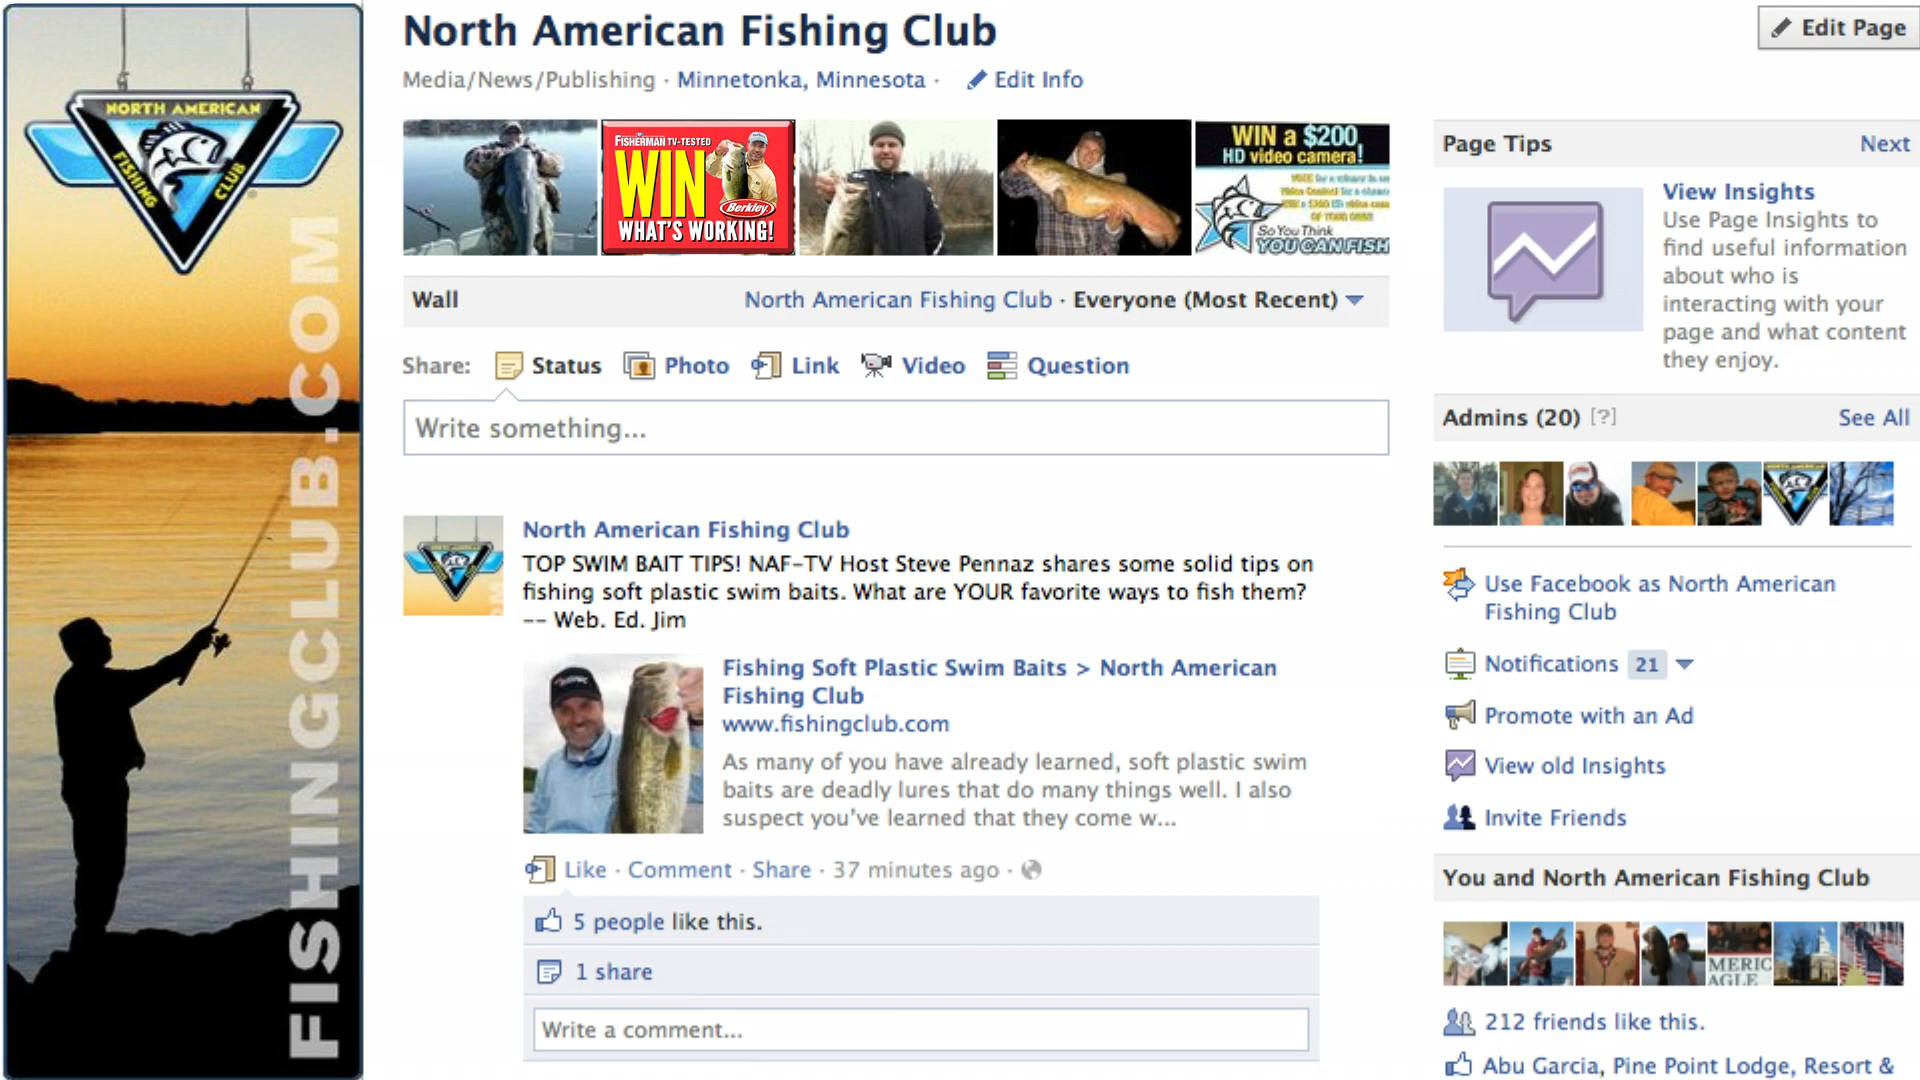 NORTH AMERICAN
FISHING CLUB
FISHINGCLUB.COM
North American Fishing Club
Edit Page
Media/News/Publishing · Minnetonka, Minnesota · Edit Info
FISHERMAN TV-TESTED
WIN
Berkley
WHAT'S WORKING!
WIN a $200
HD video camera!
So You Think
YOU CAN FISH
Wall
North American Fishing Club · Everyone (Most Recent)
Share: Status Photo Link Video Question
Write something...
North American Fishing Club
TOP SWIM BAIT TIPS! NAF-TV Host Steve Pennaz shares some solid tips on
fishing soft plastic swim baits. What are YOUR favorite ways to fish them?
-- Web. Ed. Jim
Fishing Soft Plastic Swim Baits > North American
Fishing Club
www.fishingclub.com
As many of you have already learned, soft plastic swim
baits are deadly lures that do many things well. I also
suspect you've learned that they come w...
Like · Comment · Share · 37 minutes ago ·
5 people like this.
1 share
Write a comment...
Page Tips
Next
View Insights
Use Page Insights to
find useful information
about who is
interacting with your
page and what content
they enjoy.
Admins (20) [?]
See All
Use Facebook as North American
Fishing Club
Notifications 21
Promote with an Ad
View old Insights
Invite Friends
You and North American Fishing Club
MERIC
AGLE
212 friends like this.
Abu Garcia, Pine Point Lodge, Resort &